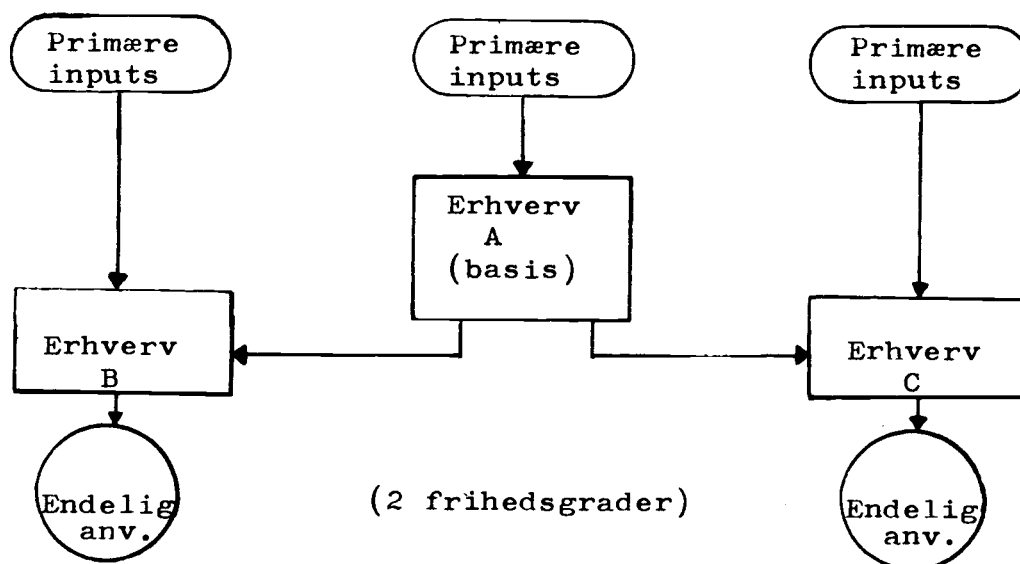 Primære
inputs
Primære
inputs
Primære
inputs
Erhverv
A
(basis)
Erhverv
B
Erhverv
C
Endelig
anv.
(2 frihedsgrader)
Endelig
anv.